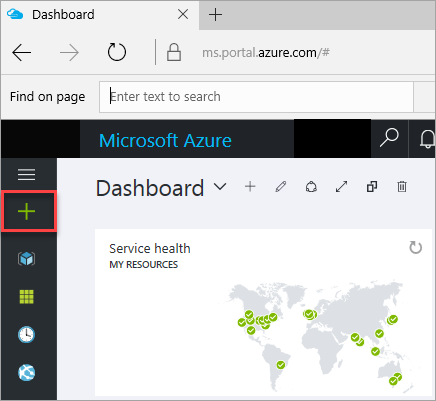 Dashboard
ms.portal.azure.com/#
Find on page
Enter text to search
Microsoft Azure
Dashboard
Service health
MY RESOURCES